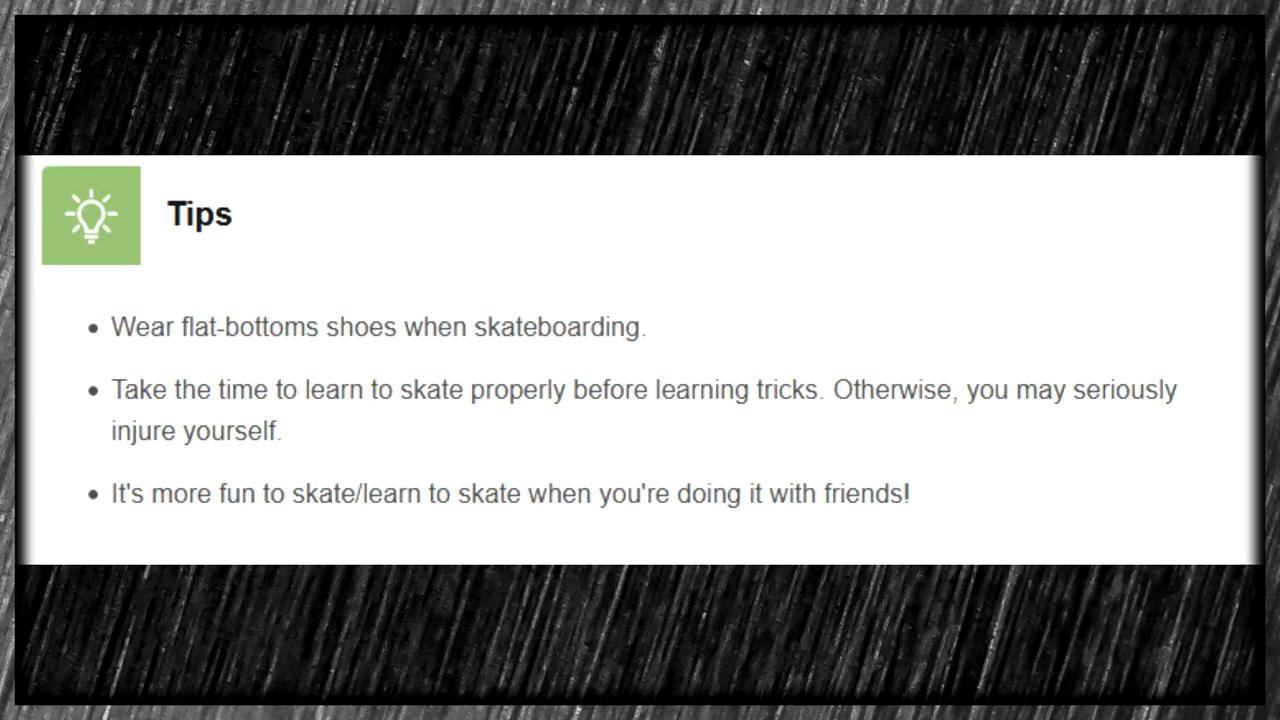 Tips
Wear flat-bottoms shoes when skateboarding.
Take the time to learn to skate properly before learning tricks. Otherwise, you may seriously
injure yourself.
It's more fun to skate/learn to skate when you're doing it with friends!